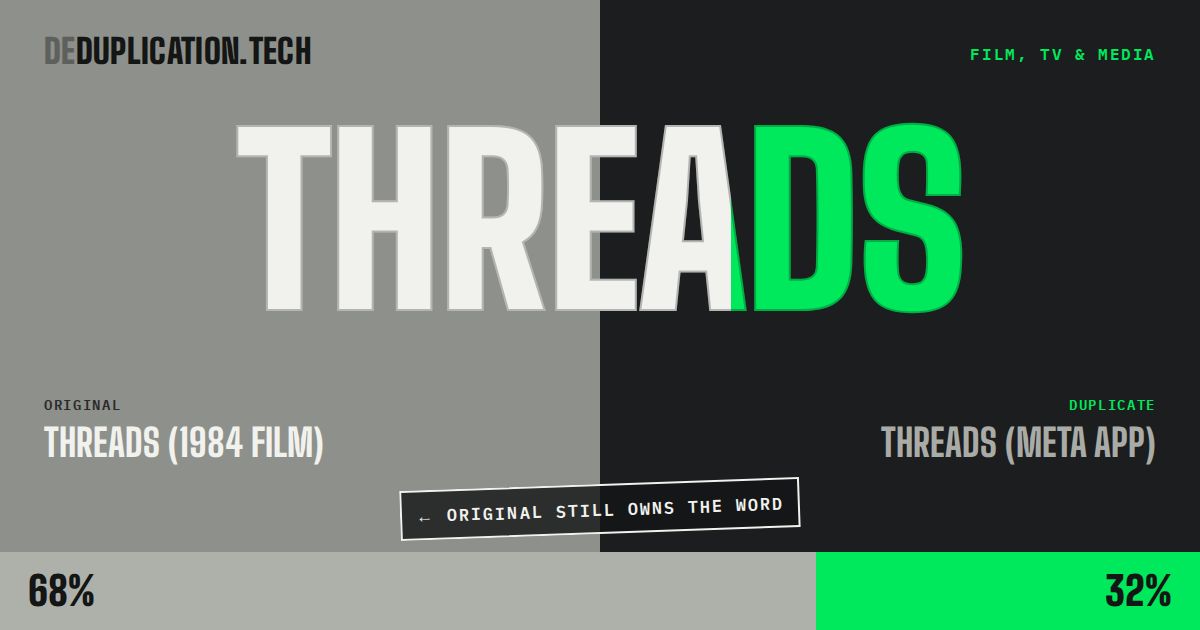 DEDUPLICATION.TECH
FILM, TV & MEDIA
THREADS
ORIGINAL
THREADS (1984 FILM)
DUPLICATE
THREADS (META APP)
← ORIGINAL STILL OWNS THE WORD
68%
32%